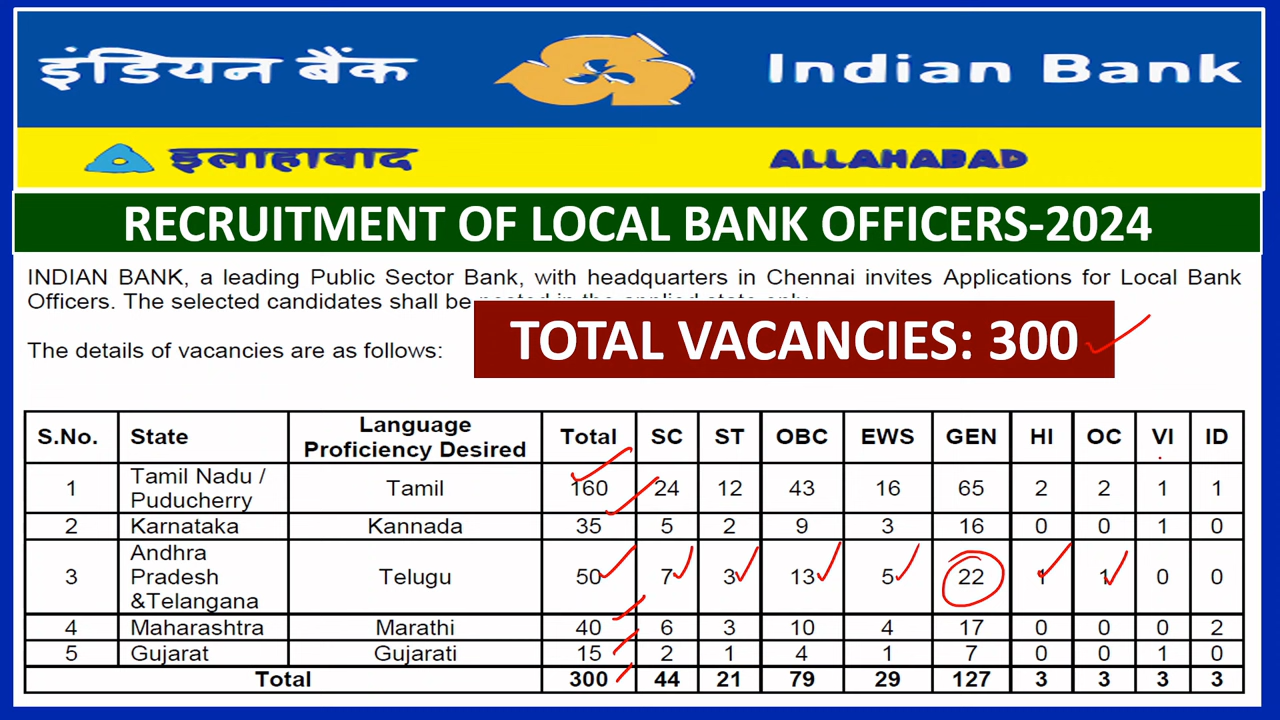 इंडियन बैंक Indian Bank
इलाहाबाद ALLAHABAD
RECRUITMENT OF LOCAL BANK OFFICERS-2024
INDIAN BANK, a leading Public Sector Bank, with headquarters in Chennai invites Applications for Local Bank
Officers. The selected candidates shall be
TOTAL VACANCIES: 300
The details of vacancies are as follows:
S.No. State Language Proficiency Desired Total SC ST OBC EWS GEN HI OC VI ID
1 Tamil Nadu / Puducherry Tamil 160 24 12 43 16 65 2 2 1 1
2 Karnataka Kannada 35 5 2 9 3 16 0 0 1 0
3 Andhra Pradesh &Telangana Telugu 50 7 3 13 5 22 1 1 0 0
4 Maharashtra Marathi 40 6 3 10 4 17 0 0 0 2
5 Gujarat Gujarati 15 2 1 4 1 7 0 0 1 0
Total 300 44 21 79 29 127 3 3 3 3